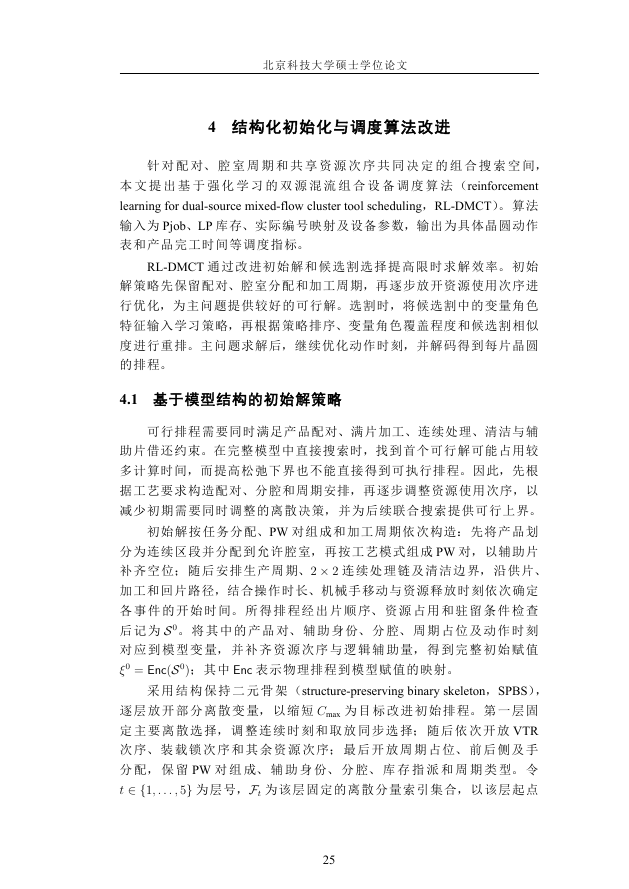 北京科技大学硕士学位论文
4 结构化初始化与调度算法改进
针对配对、腔室周期和共享资源次序共同决定的组合搜索空间，
本文提出基于强化学习的双源混流组合设备调度算法（reinforcement
learning for dual-source mixed-flow cluster tool scheduling，RL-DMCT）。算法
输入为 Pjob、LP 库存、实际编号映射及设备参数，输出为具体晶圆动作
表和产品完工时间等调度指标。
RL-DMCT 通过改进初始解和候选割选择提高限时求解效率。初始
解策略先保留配对、腔室分配和加工周期，再逐步放开资源使用次序进
行优化，为主问题提供较好的可行解。选割时，将候选割中的变量角色
特征输入学习策略，再根据策略排序、变量角色覆盖程度和候选割相似
度进行重排。主问题求解后，继续优化动作时刻，并解码得到每片晶圆
的排程。
4.1 基于模型结构的初始解策略
可行排程需要同时满足产品配对、满片加工、连续处理、清洁与辅
助片借还约束。在完整模型中直接搜索时，找到首个可行解可能占用较
多计算时间，而提高松弛下界也不能直接得到可执行排程。因此，先根
据工艺要求构造配对、分腔和周期安排，再逐步调整资源使用次序，以
减少初期需要同时调整的离散决策，并为后续联合搜索提供可行上界。
初始解按任务分配、PW 对组成和加工周期依次构造：先将产品划
分为连续区段并分配到允许腔室，再按工艺模式组成 PW 对，以辅助片
补齐空位；随后安排生产周期、2 × 2 连续处理链及清洁边界，沿供片、
加工和回片路径，结合操作时长、机械手移动与资源释放时刻依次确定
各事件的开始时间。所得排程经出片顺序、资源占用和驻留条件检查
后记为 S⁰。将其中的产品对、辅助身份、分腔、周期占位及动作时刻
对应到模型变量，并补齐资源次序与逻辑辅助量，得到完整初始赋值
ξ⁰ = Enc(S⁰)；其中 Enc 表示物理排程到模型赋值的映射。
采用结构保持二元骨架（structure-preserving binary skeleton，SPBS），
逐层放开部分离散变量，以缩短 C_max 为目标改进初始排程。第一层固
定主要离散选择，调整连续时刻和取放同步选择；随后依次开放 VTR
次序、装载锁次序和其余资源次序；最后开放周期占位、前后侧及手
分配，保留 PW 对组成、辅助身份、分腔、库存指派和周期类型。令
t ∈ {1, . . . , 5} 为层号，F_t 为该层固定的离散分量索引集合，以该层起点
25